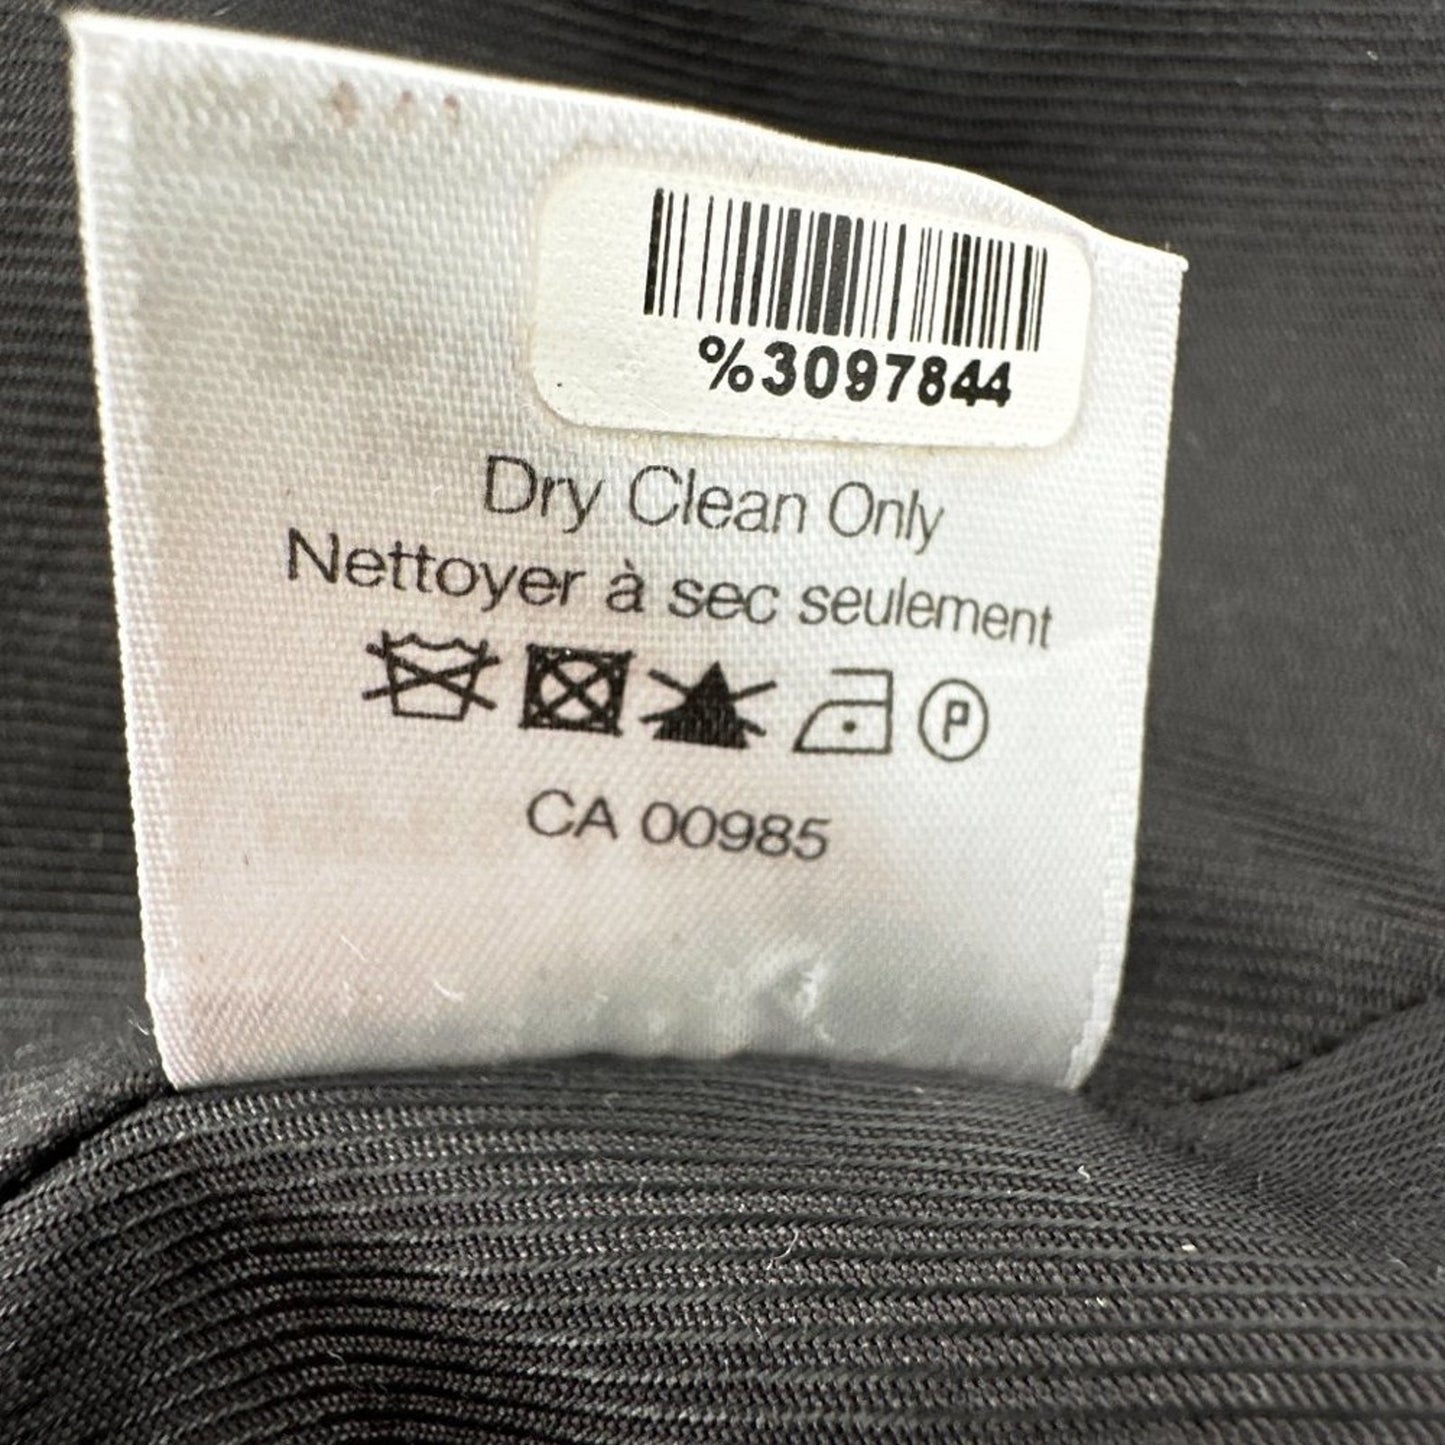 %3097844
Dry Clean Only
Nettoyer à sec seulement
P
CA 00985